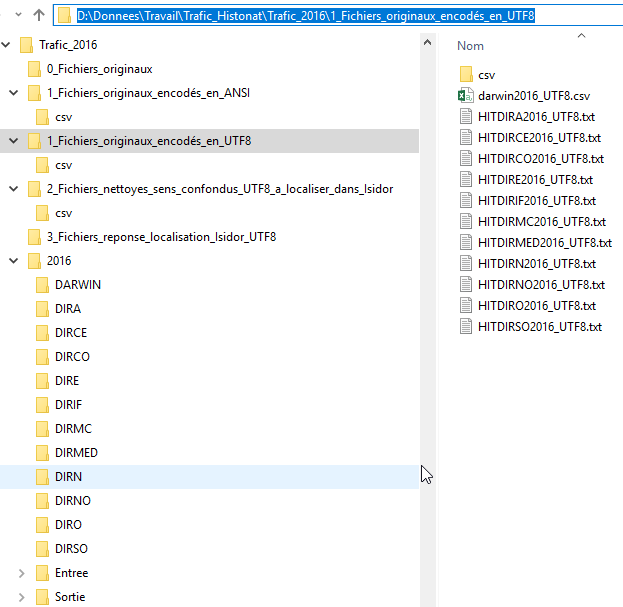 D:\Donnees\Travail\Trafic_Histonat\Trafic_2016\1_Fichiers_originaux_encodés_en_UTF8
Trafic_2016
0_Fichiers_originaux
1_Fichiers_originaux_encodés_en_ANSI
csv
1_Fichiers_originaux_encodés_en_UTF8
csv
2_Fichiers_nettoyes_sens_confondus_UTF8_a_localiser_dans_Isidor
csv
3_Fichiers_reponse_localisation_Isidor_UTF8
2016
DARWIN
DIRA
DIRCE
DIRCO
DIRE
DIRIF
DIRMC
DIRMED
DIRN
DIRNO
DIRO
DIRSO
Entree
Sortie
Nom
csv
darwin2016_UTF8.csv
HITDIRA2016_UTF8.txt
HITDIRCE2016_UTF8.txt
HITDIRCO2016_UTF8.txt
HITDIRE2016_UTF8.txt
HITDIRIF2016_UTF8.txt
HITDIRMC2016_UTF8.txt
HITDIRMED2016_UTF8.txt
HITDIRN2016_UTF8.txt
HITDIRNO2016_UTF8.txt
HITDIRO2016_UTF8.txt
HITDIRSO2016_UTF8.txt